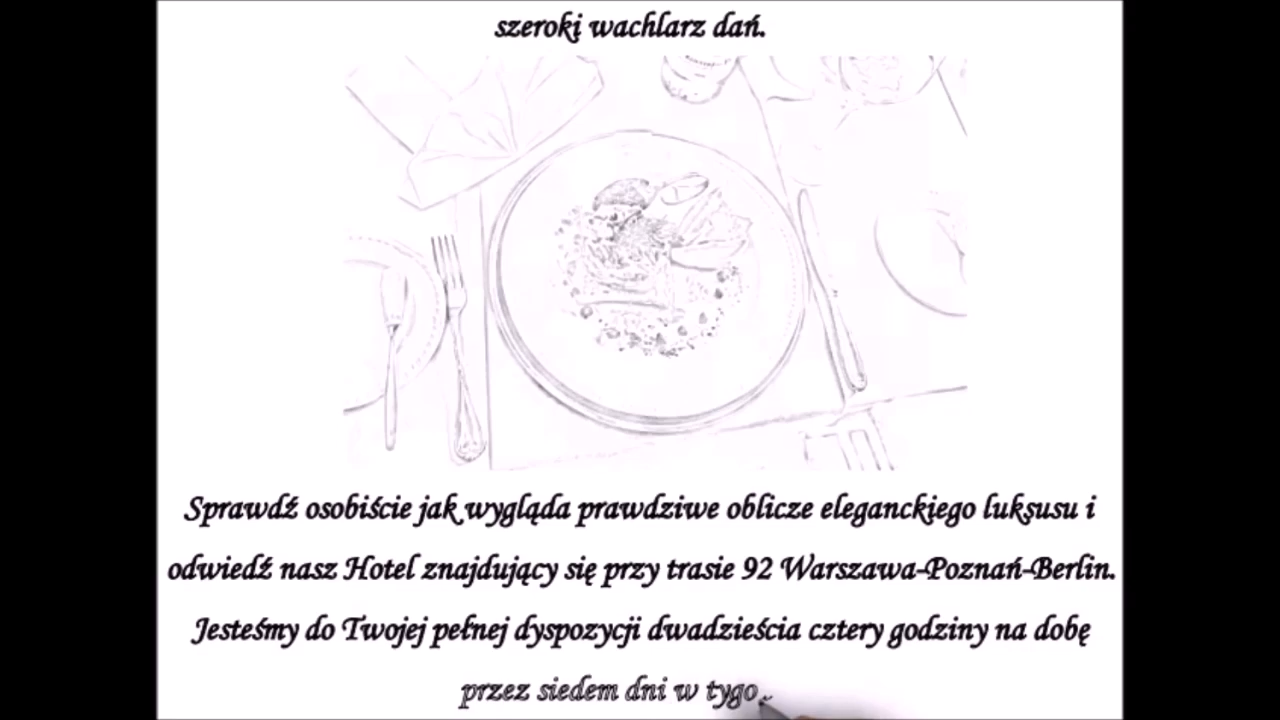 szeroki wachlarz dań.
Sprawdź osobiście jak wygląda prawdziwe oblicze eleganckiego luksusu i
odwiedź nasz Hotel znajdujący się przy trasie 92 Warszawa-Poznań-Berlin.
Jesteśmy do Twojej pełnej dyspozycji dwadzieścia cztery godziny na dobę
przez siedem dni w tygo